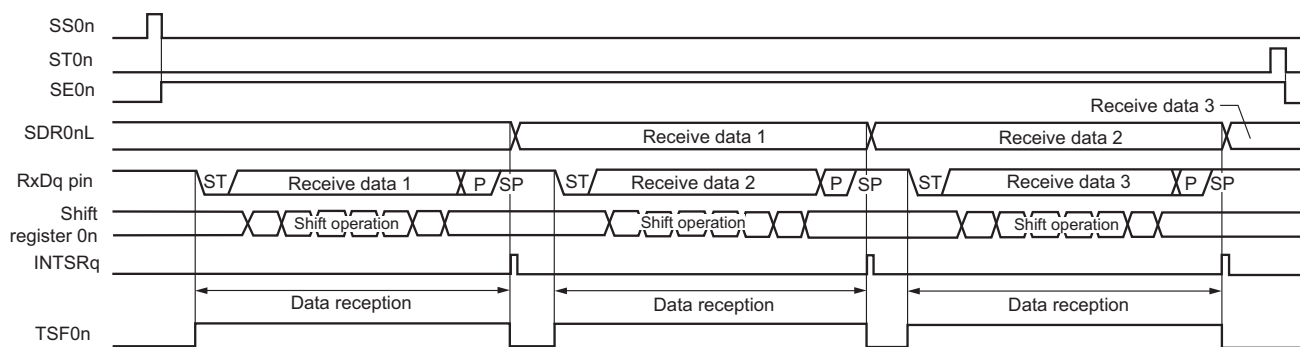 SS0n
ST0n
SE0n
Receive data 3
SDR0nL
Receive data 1
Receive data 2
RxDq pin
ST
Receive data 1
P
SP
ST
Receive data 2
P
SP
ST
Receive data 3
P
SP
Shift
register 0n
Shift operation
Shift operation
Shift operation
INTSRq
Data reception
Data reception
Data reception
TSF0n